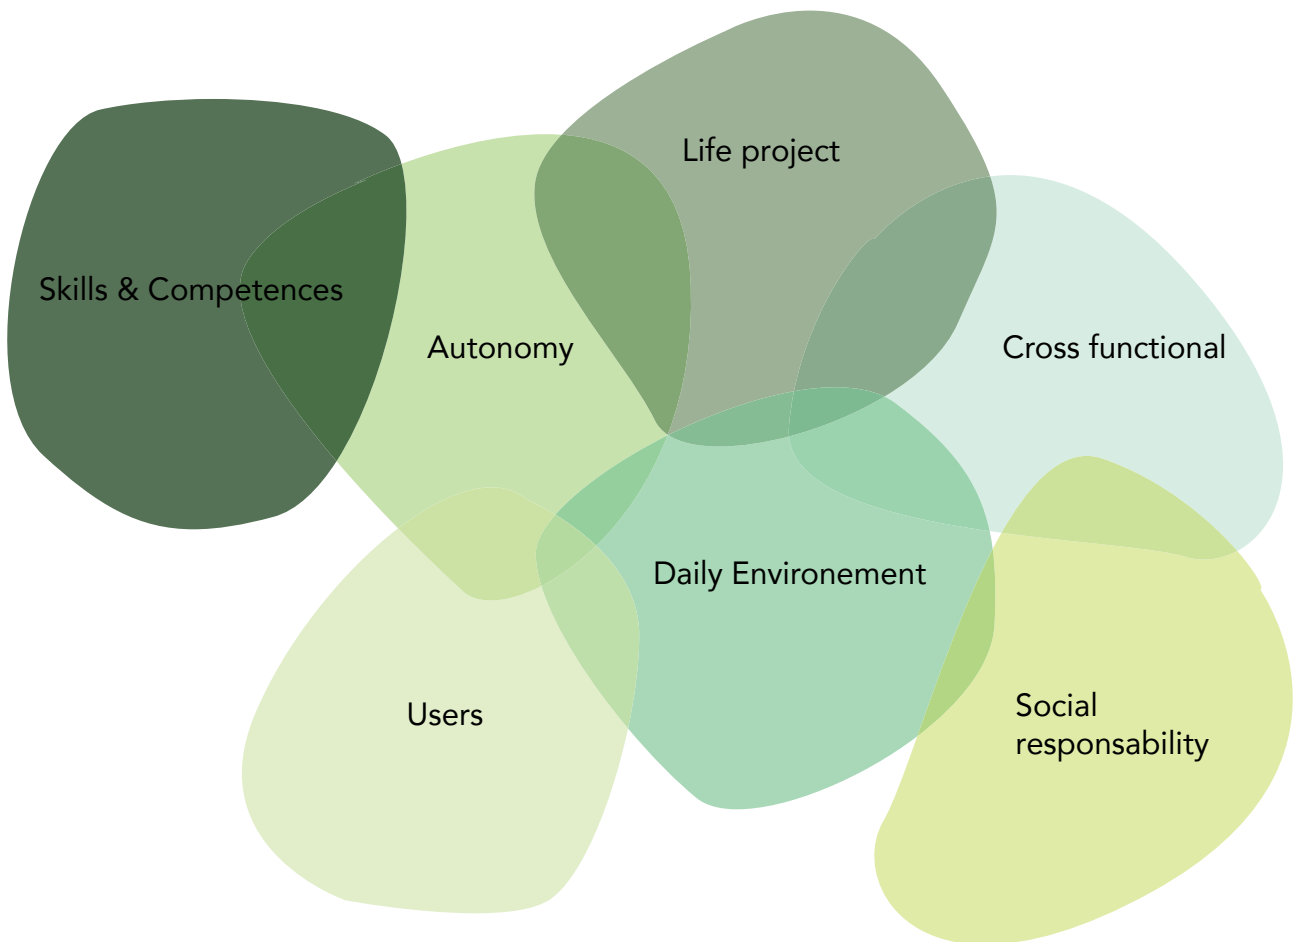 Life project
Skills & Competences
Autonomy
Cross functional
Daily Environement
Users
Social
responsability